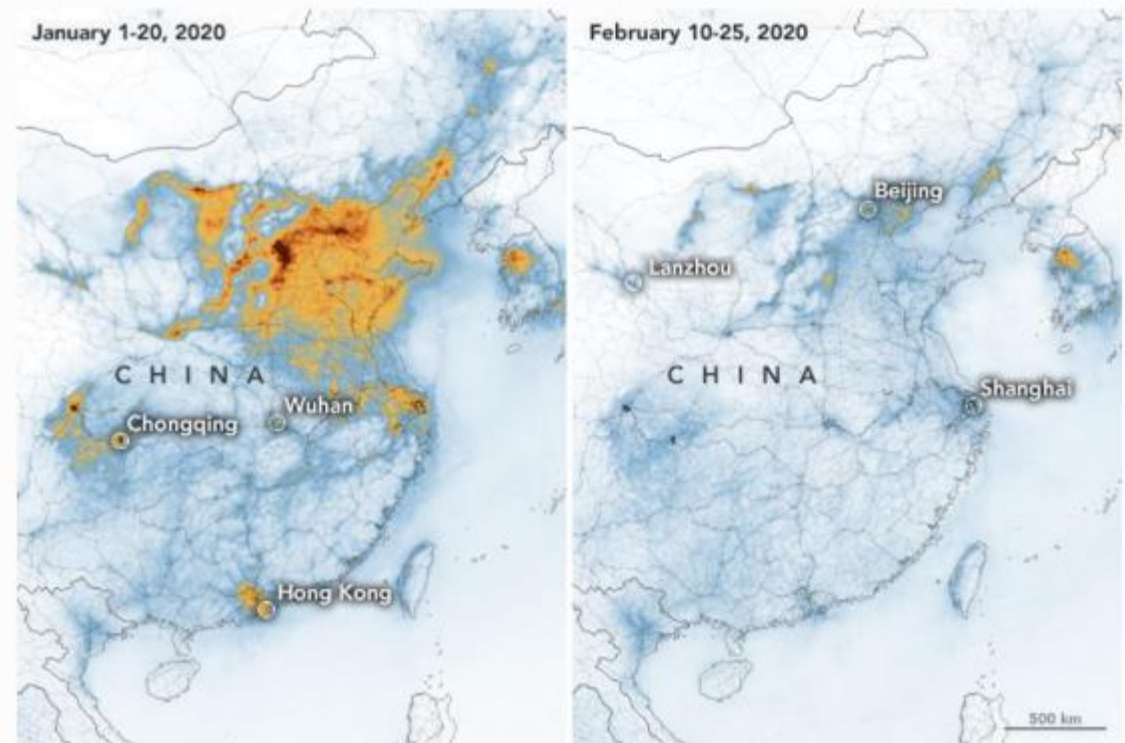 January 1-20, 2020
CHINA
Wuhan
Chongqing
Hong Kong
February 10-25, 2020
Beijing
Lanzhou
CHINA
Shanghai
500 km